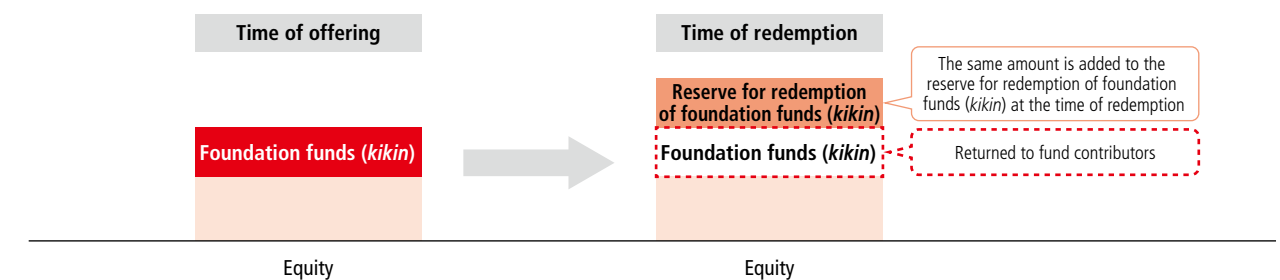 Time of offering
Time of redemption
The same amount is added to the
reserve for redemption of foundation
funds (kikin) at the time of redemption
Reserve for redemption
of foundation funds (kikin)
Foundation funds (kikin)
Foundation funds (kikin)
Returned to fund contributors
Equity
Equity